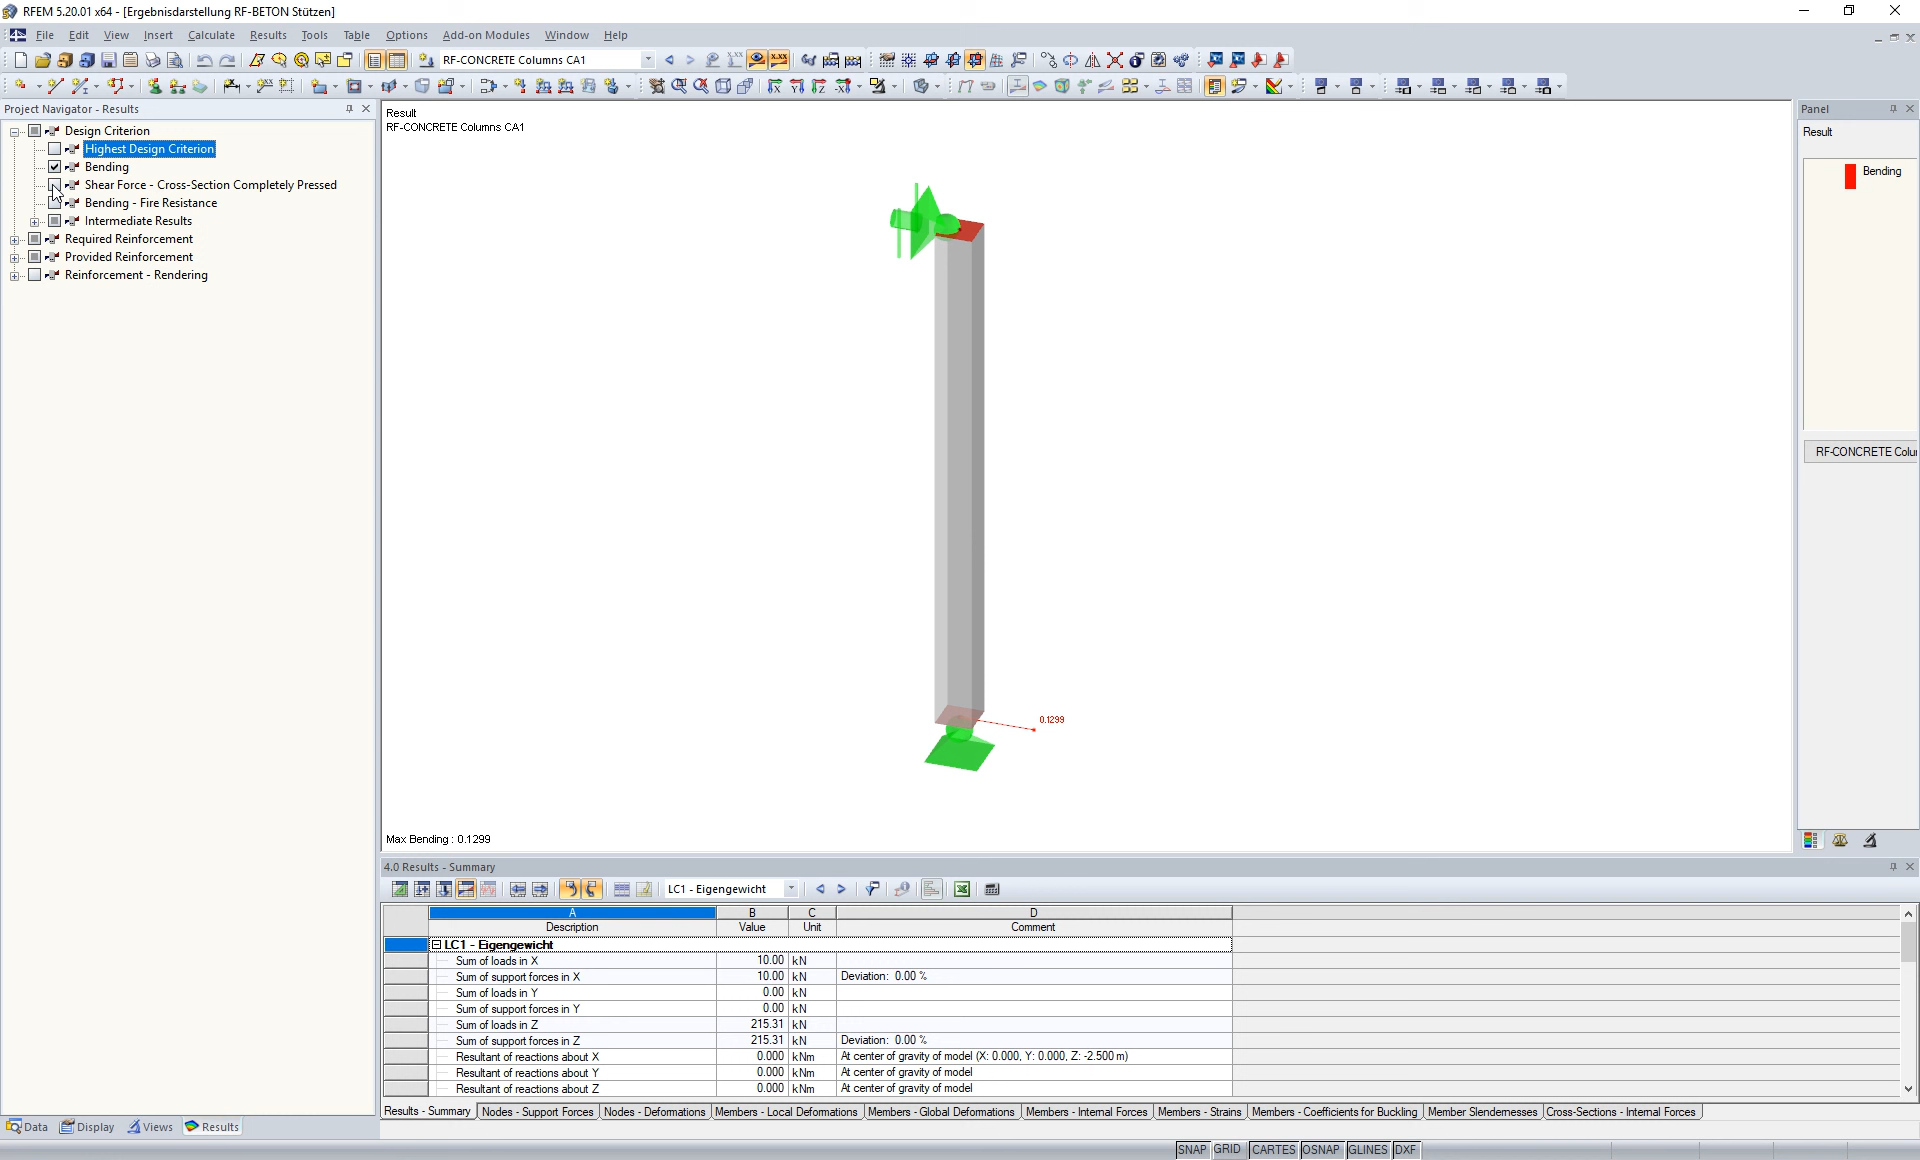 RFEM 5.20.01 x64 - [Ergebnisdarstellung RF-BETON Stützen]
File Edit View Insert Calculate Results Tools Table Options Add-on Modules Window Help
RF-CONCRETE Columns CA1
Project Navigator - Results
Design Criterion
Highest Design Criterion
Bending
Shear Force - Cross-Section Completely Pressed
Bending - Fire Resistance
Intermediate Results
Required Reinforcement
Provided Reinforcement
Reinforcement - Rendering
Result
RF-CONCRETE Columns CA1
0.1299
Max Bending : 0.1299
Panel
Result
Bending
RF-CONCRETE Colu
4.0 Results - Summary
LC1 - Eigengewicht
A B C D
Description Value Unit Comment
LC1 - Eigengewicht
Sum of loads in X 10.00 kN
Sum of support forces in X 10.00 kN Deviation: 0.00 %
Sum of loads in Y 0.00 kN
Sum of support forces in Y 0.00 kN
Sum of loads in Z 215.31 kN
Sum of support forces in Z 215.31 kN Deviation: 0.00 %
Resultant of reactions about X 0.000 kNm At center of gravity of model (X: 0.000, Y: 0.000, Z: -2.500 m)
Resultant of reactions about Y 0.000 kNm At center of gravity of model
Resultant of reactions about Z 0.000 kNm At center of gravity of model
Results - Summary Nodes - Support Forces Nodes - Deformations Members - Local Deformations Members - Global Deformations Members - Internal Forces Members - Strains Members - Coefficients for Buckling Member Slendernesses Cross-Sections - Internal Forces
Data Display Views Results
SNAP GRID CARTES OSNAP GLINES DXF